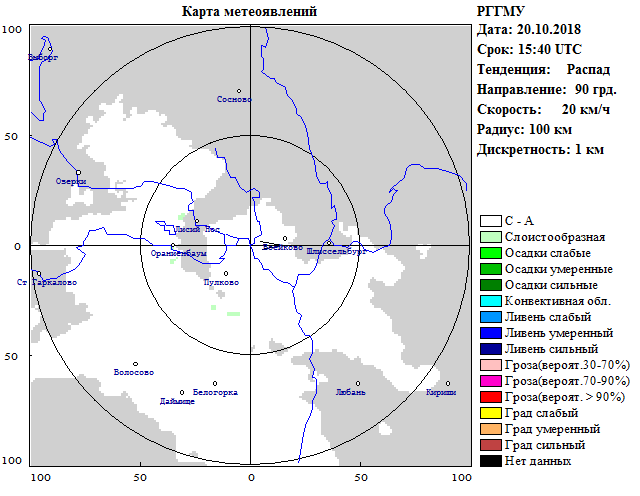 Карта метеоявлений
РГГМУ
Дата: 20.10.2018
Срок: 15:40 UTC
Тенденция: Распад
Направление: 90 грд.
Скорость: 20 км/ч
Радиус: 100 км
Дискретность: 1 км
100
50
0
50
100
100
50
0
50
100
Выборг
Сосново
Озерки
Лисий Нос
Ораниенбаум
Шлиссельбург
Ст Гаркалово
Пулково
Волосово
Белогорка
Любань
Кириши
С - А
Слоистообразная
Осадки слабые
Осадки умеренные
Осадки сильные
Конвективная обл.
Ливень слабый
Ливень умеренный
Ливень сильный
Гроза(вероят.30-70%)
Гроза(вероят.70-90%)
Гроза(вероят. > 90%)
Град слабый
Град умеренный
Град сильный
Нет данных